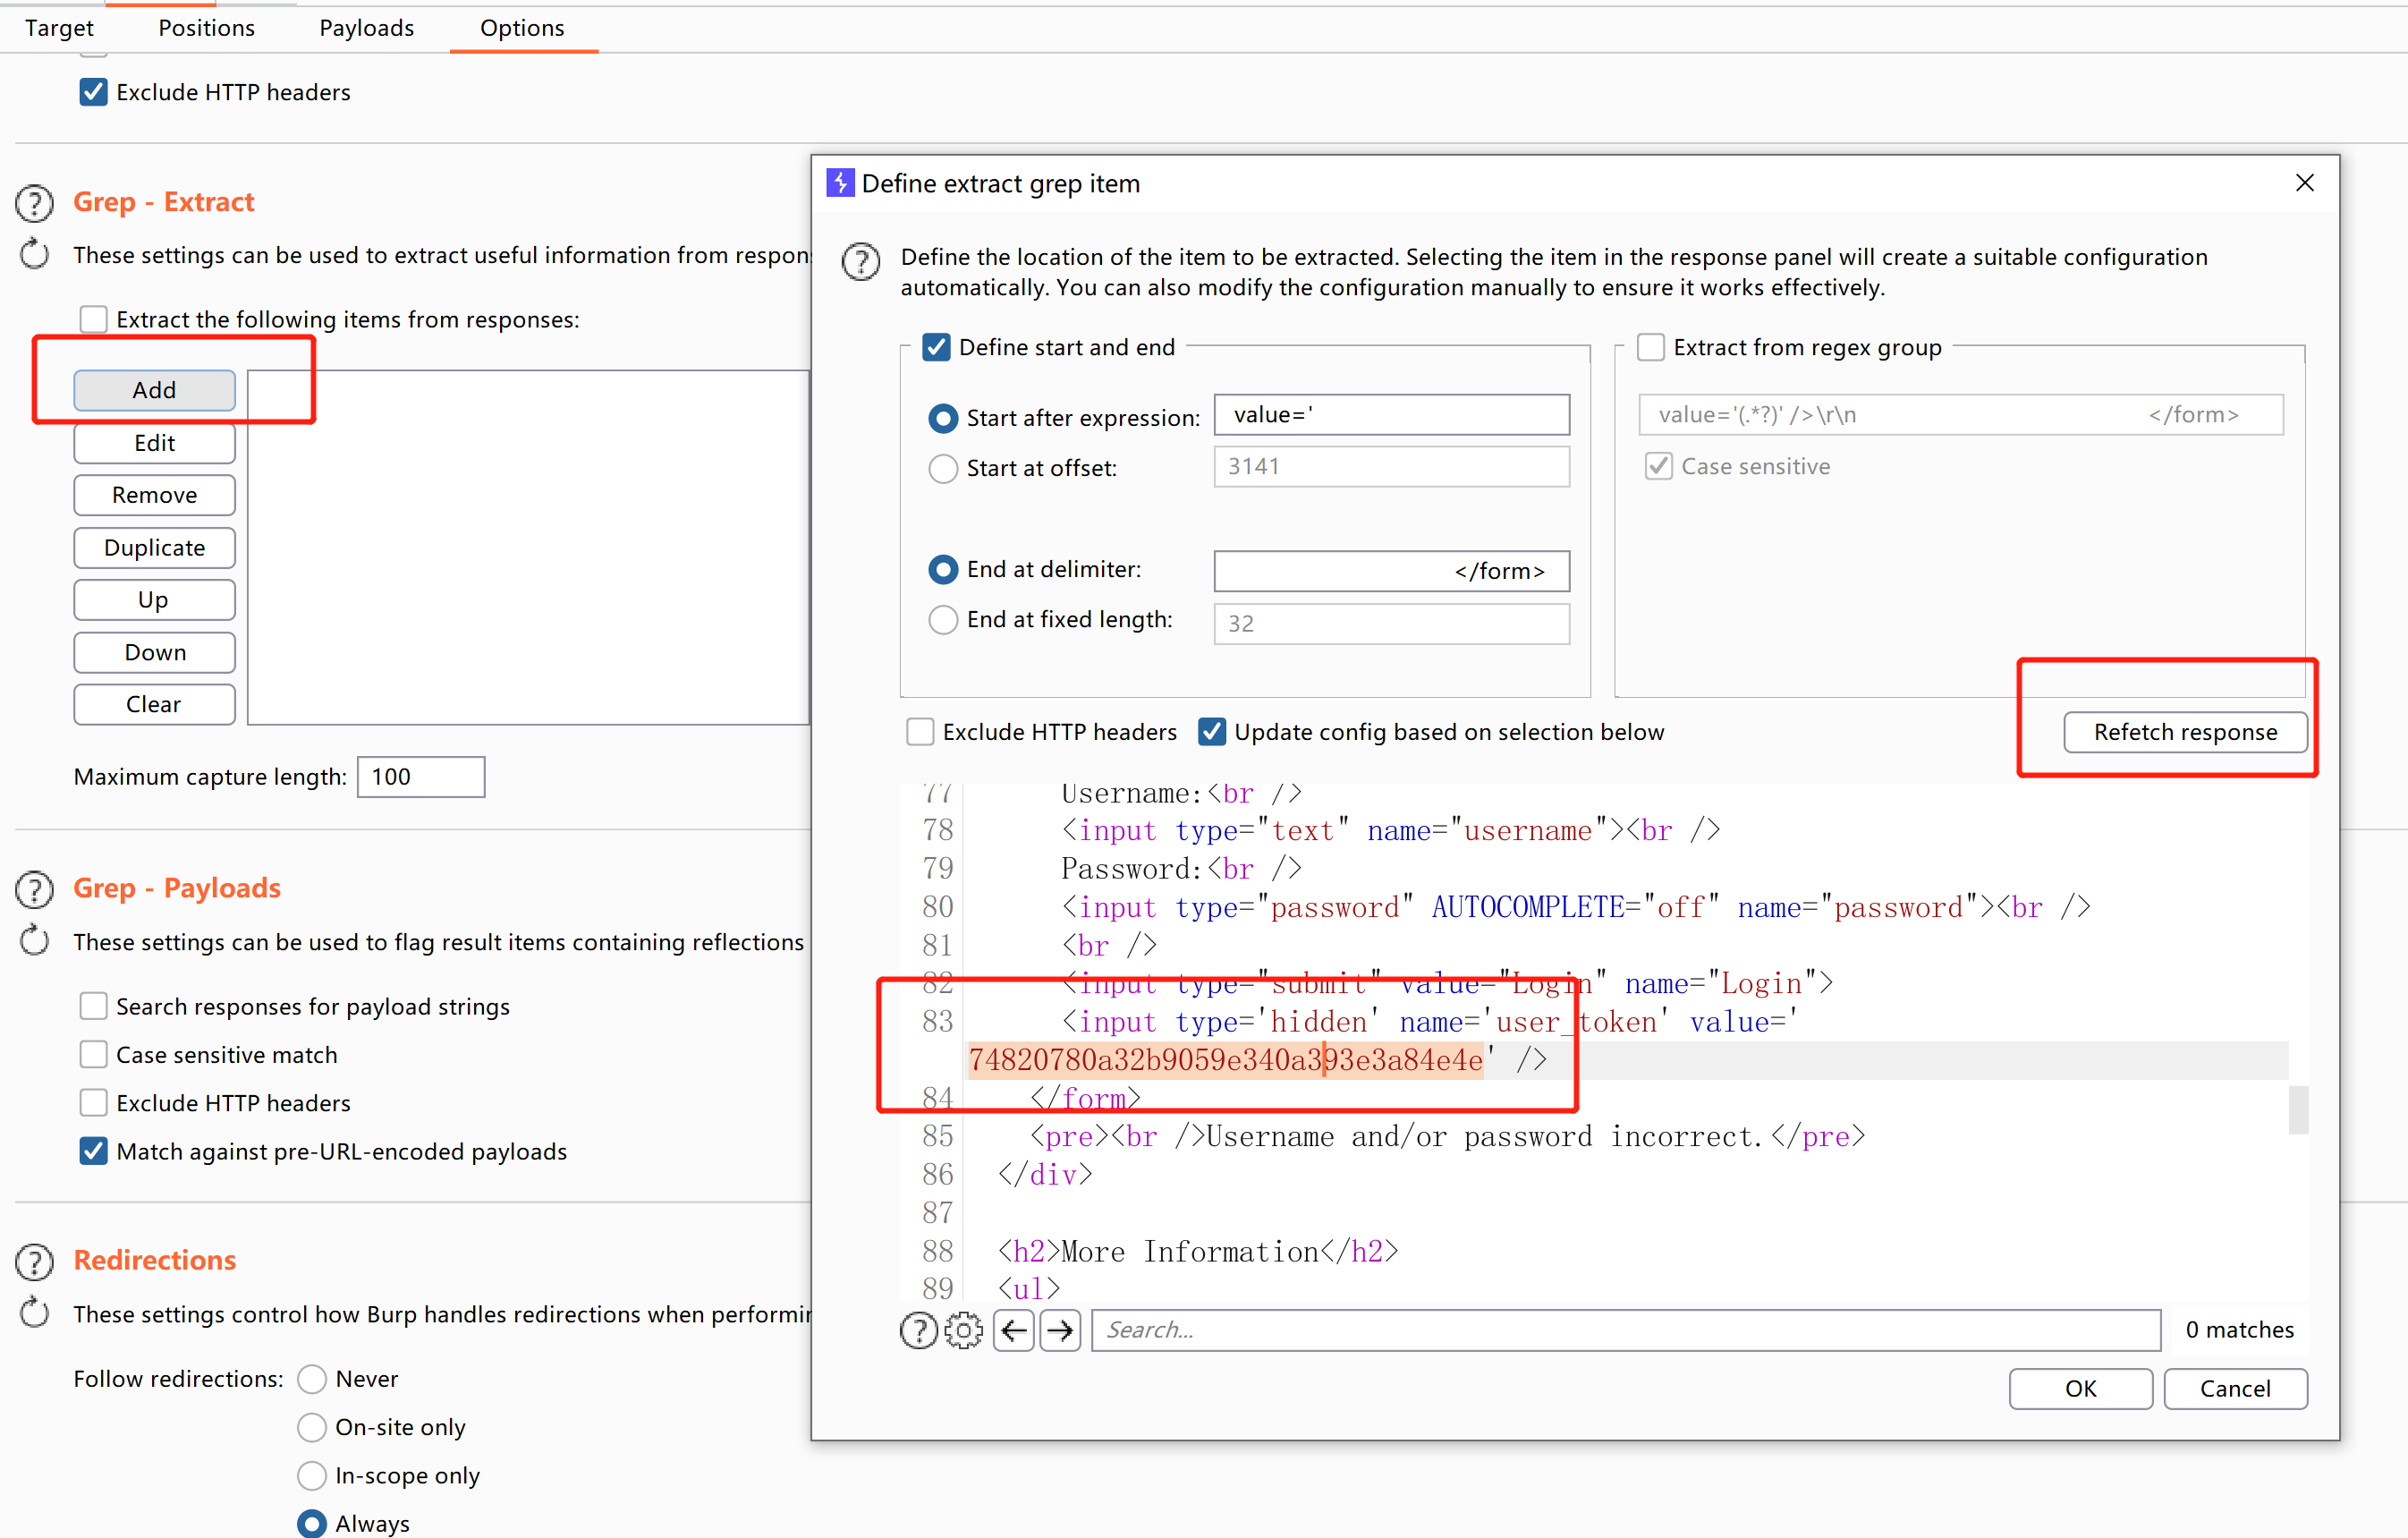 Target Positions Payloads Options
Exclude HTTP headers
Grep - Extract
These settings can be used to extract useful information from respon
Extract the following items from responses:
Add
Edit
Remove
Duplicate
Up
Down
Clear
Maximum capture length: 100
Grep - Payloads
These settings can be used to flag result items containing reflections
Search responses for payload strings
Case sensitive match
Exclude HTTP headers
Match against pre-URL-encoded payloads
Redirections
These settings control how Burp handles redirections when performin
Follow redirections: Never
On-site only
In-scope only
Always
Define extract grep item
Define the location of the item to be extracted. Selecting the item in the response panel will create a suitable configuration
automatically. You can also modify the configuration manually to ensure it works effectively.
Define start and end
Start after expression: value='
Start at offset: 3141
End at delimiter: </form>
End at fixed length: 32
Extract from regex group
value='(.*?)' />\r\n </form>
Case sensitive
Exclude HTTP headers Update config based on selection below
Refetch response
77 Username:<br />
78 <input type="text" name="username"><br />
79 Password:<br />
80 <input type="password" AUTOCOMPLETE="off" name="password"><br />
81 <br />
82 <input type="submit" value="Login" name="Login">
83 <input type='hidden' name='user_token' value='
74820780a32b9059e340a393e3a84e4e' />
84 </form>
85 <pre><br />Username and/or password incorrect.</pre>
86 </div>
87
88 <h2>More Information</h2>
89 <ul>
Search... 0 matches
OK Cancel